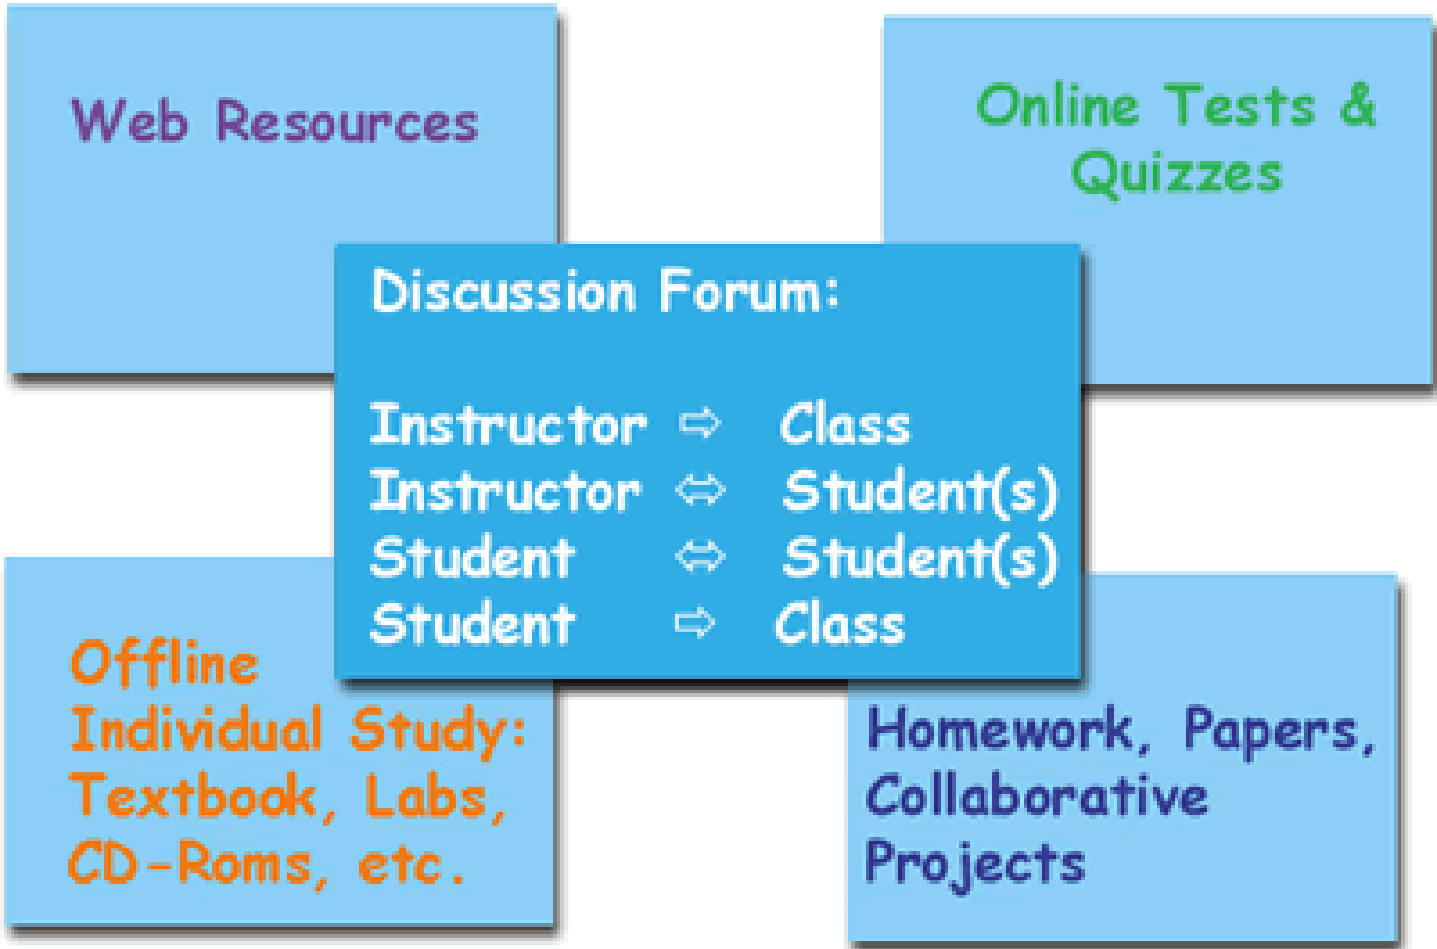 Web Resources
Online Tests &
Quizzes
Discussion Forum:
Instructor ⇨ Class
Instructor ⬄ Student(s)
Student ⬄ Student(s)
Student ⇨ Class
Offline
Individual Study:
Textbook, Labs,
CD-Roms, etc.
Homework, Papers,
Collaborative
Projects